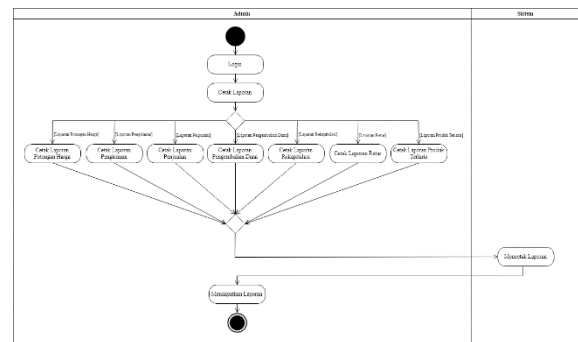 Admin
Sistem
Login
Cetak Laporan
[Laporan Potongan Harga]
[Laporan Pengiriman]
[Laporan Penjualan]
[Laporan Pengembalian Dana]
[Laporan Rekapitulasi]
[Laporan Retur]
[Laporan Produk Terlaris]
Cetak Laporan
Potongan Harga
Cetak Laporan
Pengiriman
Cetak Laporan
Penjualan
Cetak Laporan
Pengembalian Dana
Cetak Laporan
Rekapitulasi
Cetak Laporan Retur
Cetak Laporan Produk
Terlaris
Mencetak Laporan
Mendapatkan Laporan